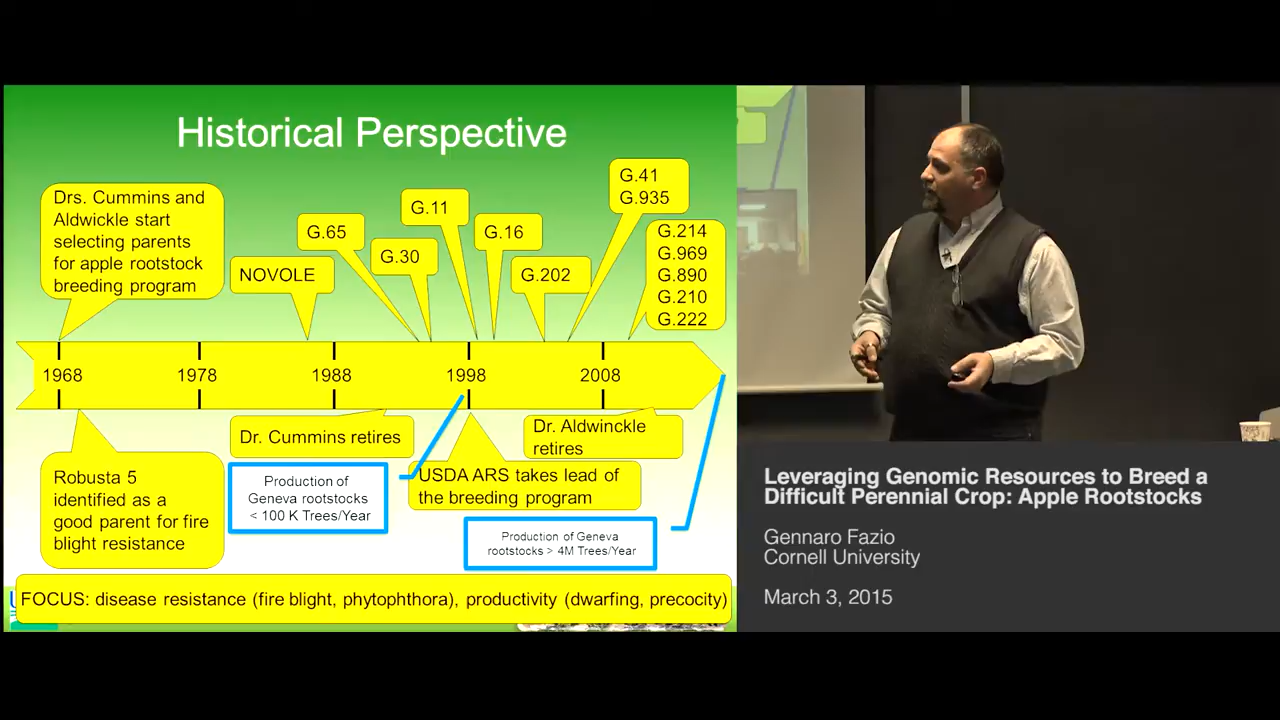 Historical Perspective
Drs. Cummins and
Aldwickle start
selecting parents
for apple rootstock
breeding program
NOVOLE
G.65
G.30
G.11
G.16
G.202
G.41
G.935
G.214
G.969
G.890
G.210
G.222
1968
1978
1988
1998
2008
Robusta 5
identified as a
good parent for fire
blight resistance
Dr. Cummins retires
Production of
Geneva rootstocks
< 100 K Trees/Year
USDA ARS takes lead of
the breeding program
Dr. Aldwinckle
retires
Production of Geneva
rootstocks > 4M Trees/Year
FOCUS: disease resistance (fire blight, phytophthora), productivity (dwarfing, precocity)
Leveraging Genomic Resources to Breed a
Difficult Perennial Crop: Apple Rootstocks
Gennaro Fazio
Cornell University
March 3, 2015